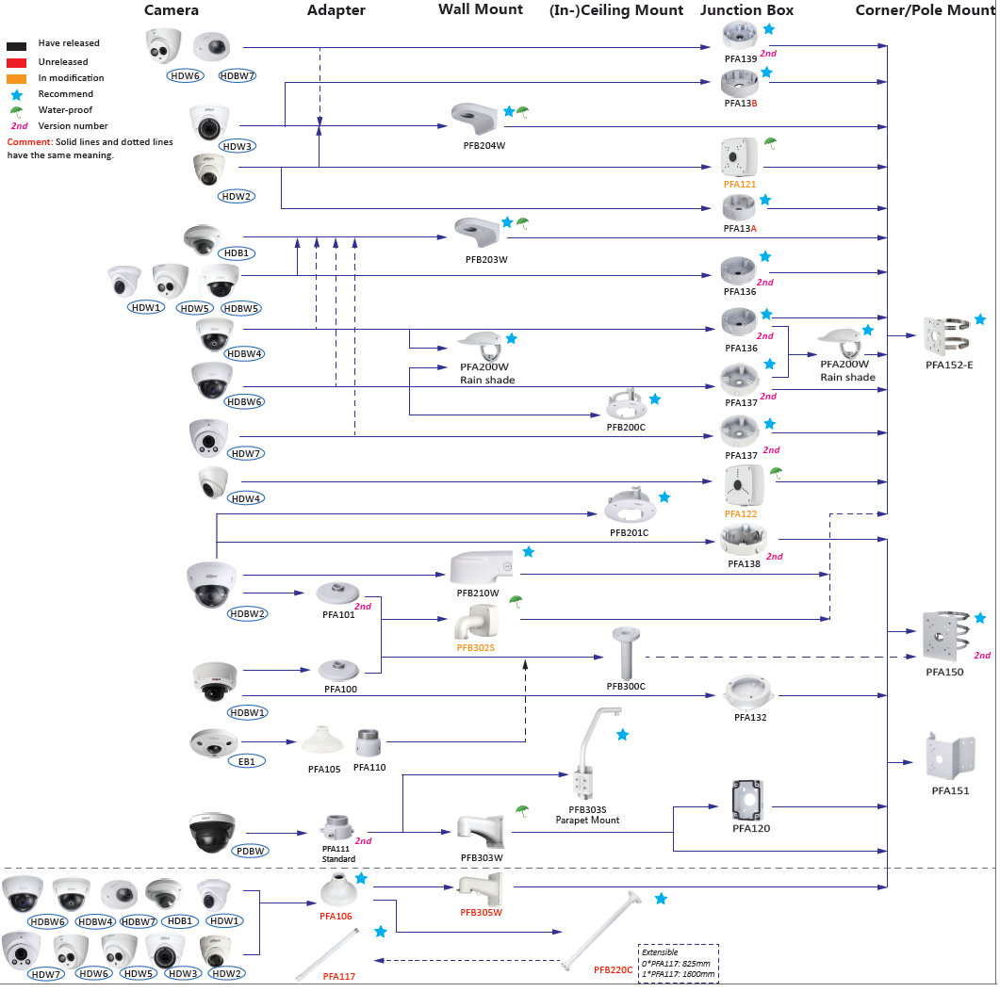 Camera Adapter Wall Mount (In-)Ceiling Mount Junction Box Corner/Pole Mount
Have released
Unreleased
In modification
Recommend
Water-proof
2nd Version number
Comment: Solid lines and dotted lines
have the same meaning.
HDW6 HDBW7
PFA139 2nd
PFA13B
HDW3
PFB204W
HDW2
PFA121
PFA13A
HDB1
PFB203W
HDW1 HDW5 HDBW5
PFA136 2nd
HDBW4
PFA200W
Rain shade
PFA136 2nd
PFA200W
Rain shade
PFA152-E
HDBW6
PFB200C
PFA137 2nd
HDW7
PFA137 2nd
HDW4
PFA122
PFB201C
PFA138 2nd
HDBW2
PFA101 2nd
PFB210W
PFB302S
PFB300C
PFA150 2nd
HDBW1
PFA100
PFA132
EB1
PFA105 PFA110
PFB303S
Parapet Mount
PFA151
PDBW
PFA111
Standard
2nd
PFB303W
PFA120
HDBW6 HDBW4 HDBW7 HDB1 HDW1
PFA106
PFB305W
HDW7 HDW6 HDW5 HDW3 HDW2
PFA117
PFB220C
Extensible
0*PFA117: 825mm
1*PFA117: 1600mm